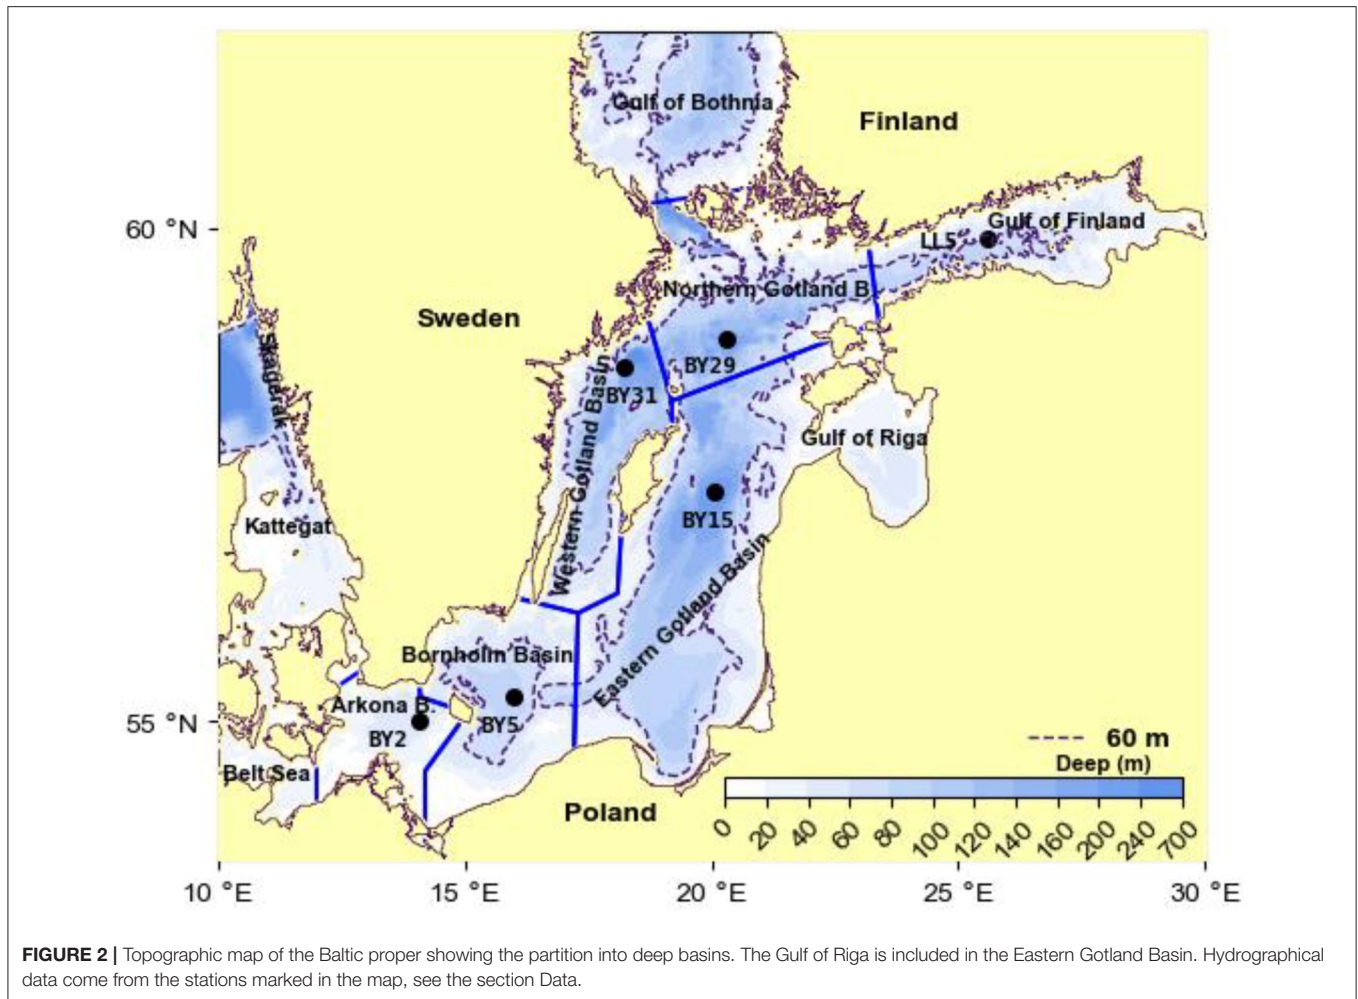 Gulf of Bothnia
Finland
60 °N
Gulf of Finland
LL5
Northern Gotland B.
Sweden
Skagerak
BY29
BY31
Western Gotland Basin
Gulf of Riga
BY15
Kattegat
Eastern Gotland Basin
Bornholm Basin
Arkona B.
55 °N
BY5
BY2
60 m
Deep (m)
Belt Sea
Poland
0 20 40 60 80 100 120 140 160 200 240 700
10 °E 15 °E 20 °E 25 °E 30 °E
FIGURE 2 | Topographic map of the Baltic proper showing the partition into deep basins. The Gulf of Riga is included in the Eastern Gotland Basin. Hydrographical
data come from the stations marked in the map, see the section Data.